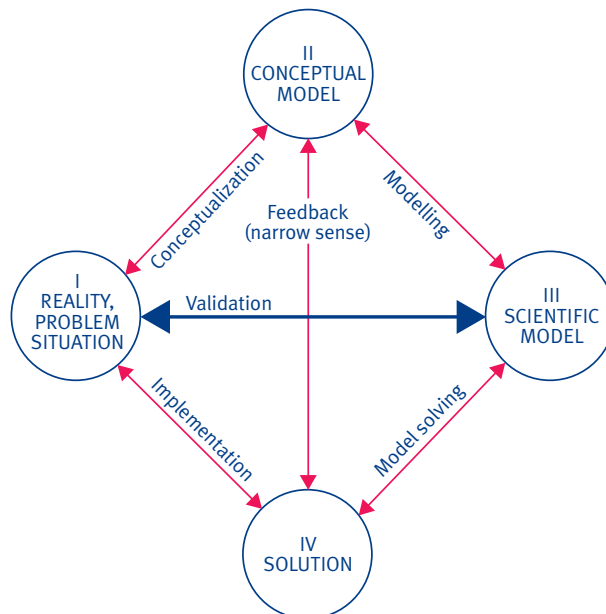 II
CONCEPTUAL
MODEL
Conceptualization
Modelling
Feedback
(narrow sense)
I
REALITY,
PROBLEM
SITUATION
Validation
III
SCIENTIFIC
MODEL
Implementation
Model solving
IV
SOLUTION